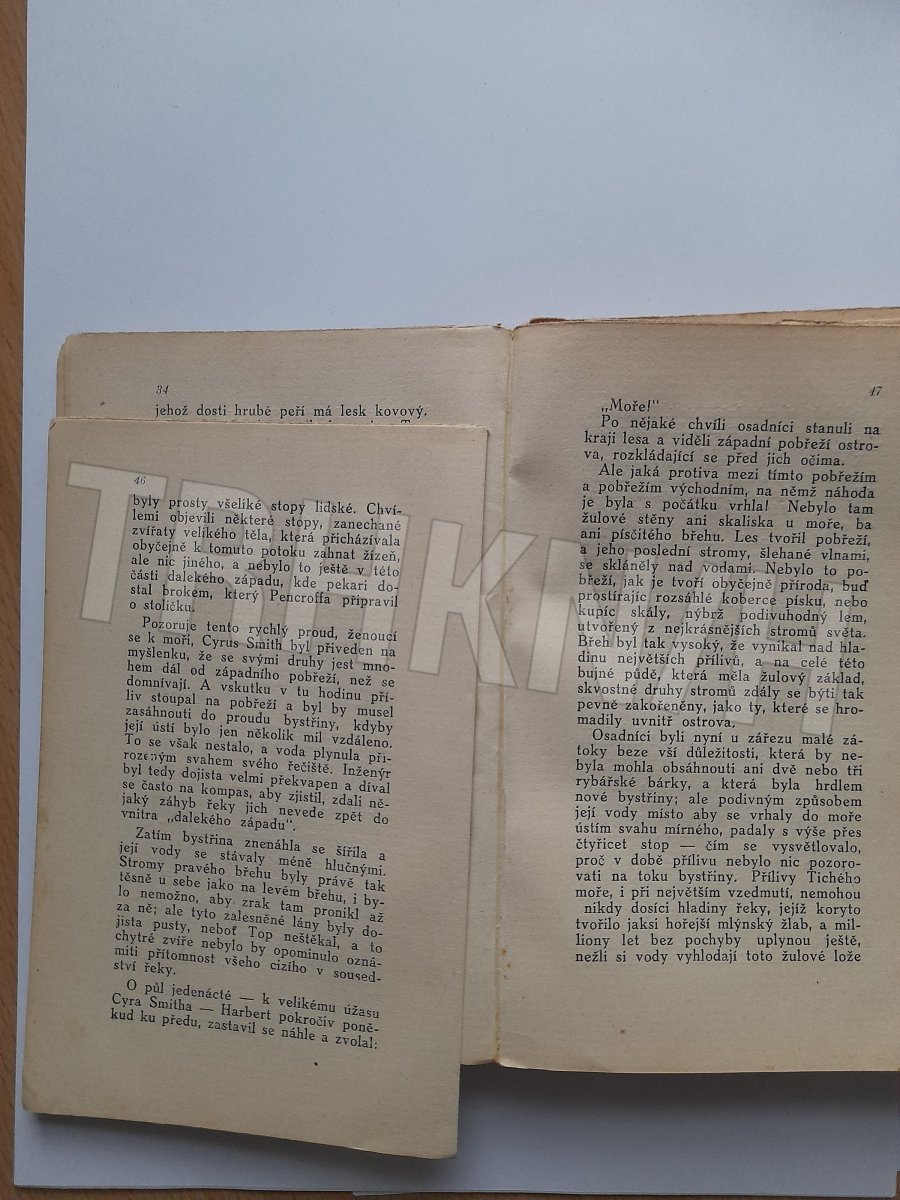 34
jehož dosti hrubé peří má lesk kovový.
46
byly prosty všeliké stopy lidské. Chví-
lemi objevili některé stopy, zanechané
zvířaty velikého těla, která přicházívala
obyčejně k tomuto potoku zahnat žízeň,
ale nic jiného, a nebylo to ještě v této
části dalekého západu, kde pekari do-
stal brokém, který Pencroffa připravil
o stoličku.
Pozoruje tento rychlý proud, ženoucí
se k moři, Cyrus Smith byl přiveden na
myšlenku, že se svými druhy jest mno-
hem dál od západního pobřeží, než se
domnívají. A vskutku v tu hodinu pří-
liv stoupal na pobřeží a byl by musel
zasáhnouti do proudu bystřiny, kdyby
její ústí bylo jen několik mil vzdáleno.
To se však nestalo, a voda plynula při-
rozeným svahem svého řečiště. Inženýr
byl tedy dojista velmi překvapen a díval
se často na kompas, aby zjistil, zdali ně-
jaký záhyb řeky jich nevede zpět do
vnitra „dalekého západu“.
Zatím bystřina znenáhla se šířila a
její vody se stávaly méně hlučnými.
Stromy pravého břehu byly právě tak
těsně u sebe jako na levém břehu, i by-
lo nemožno, aby zrak tam pronikl až
za ně; ale tyto zalesněné lány byly do-
jista pusty, neboť Top neštěkal, a to
chytré zvíře nebylo by opominulo ozná-
miti přítomnost všeho cizího v soused-
ství řeky.
O půl jedenácté — k velikému úžasu
Cyra Smitha — Harbert pokročiv poně-
kud ku předu, zastavil se náhle a zvolal:
47
„Moře!“
Po nějaké chvíli osadníci stanuli na
kraji lesa a viděli západní pobřeží ostro-
va, rozkládající se před jich očima.
Ale jaká protiva mezi tímto pobřežím
a pobřežím východním, na němž náhoda
je byla s počátku vrhla! Nebylo tam
žulové stěny ani skaliska u moře, ba
ani písčitého břehu. Les tvořil pobřeží,
a jeho poslední stromy, šlehané vlnami,
se skláněly nad vodami. Nebylo to po-
břeží, jak je tvoří obyčejně příroda, buď
prostírajíc rozsáhlé koberce písku, nebo
kupíc skály, nýbrž podivuhodný lem,
utvořený z nejkrásnějších stromů světa.
Břeh byl tak vysoký, že vynikal nad hla-
dinu největších přílivů, a na celé této
bujné půdě, která měla žulový základ,
skvostné druhy stromů zdály se býti tak
pevně zakořeněny, jako ty, které se hro-
madily uvnitř ostrova.
Osadníci byli nyní u zářezu malé zá-
toky beze vší důležitosti, která by ne-
byla mohla obsáhnouti ani dvě nebo tři
rybářské bárky, a která byla hrdlem
nové bystřiny; ale podivným způsobem
její vody místo aby se vrhaly do moře
ústím svahu mírného, padaly s výše přes
čtyřicet stop — čím se vysvětlovalo,
proč v době přílivu nebylo nic pozoro-
vati na toku bystřiny. Přílivy Tichého
moře, i při největším vzedmutí, nemohou
nikdy dosíci hladiny řeky, jejíž koryto
tvořilo jaksi hořejší mlýnský žlab, a mil-
liony let bez pochyby uplynou ještě,
nežli si vody vyhlodají toto žulové lože